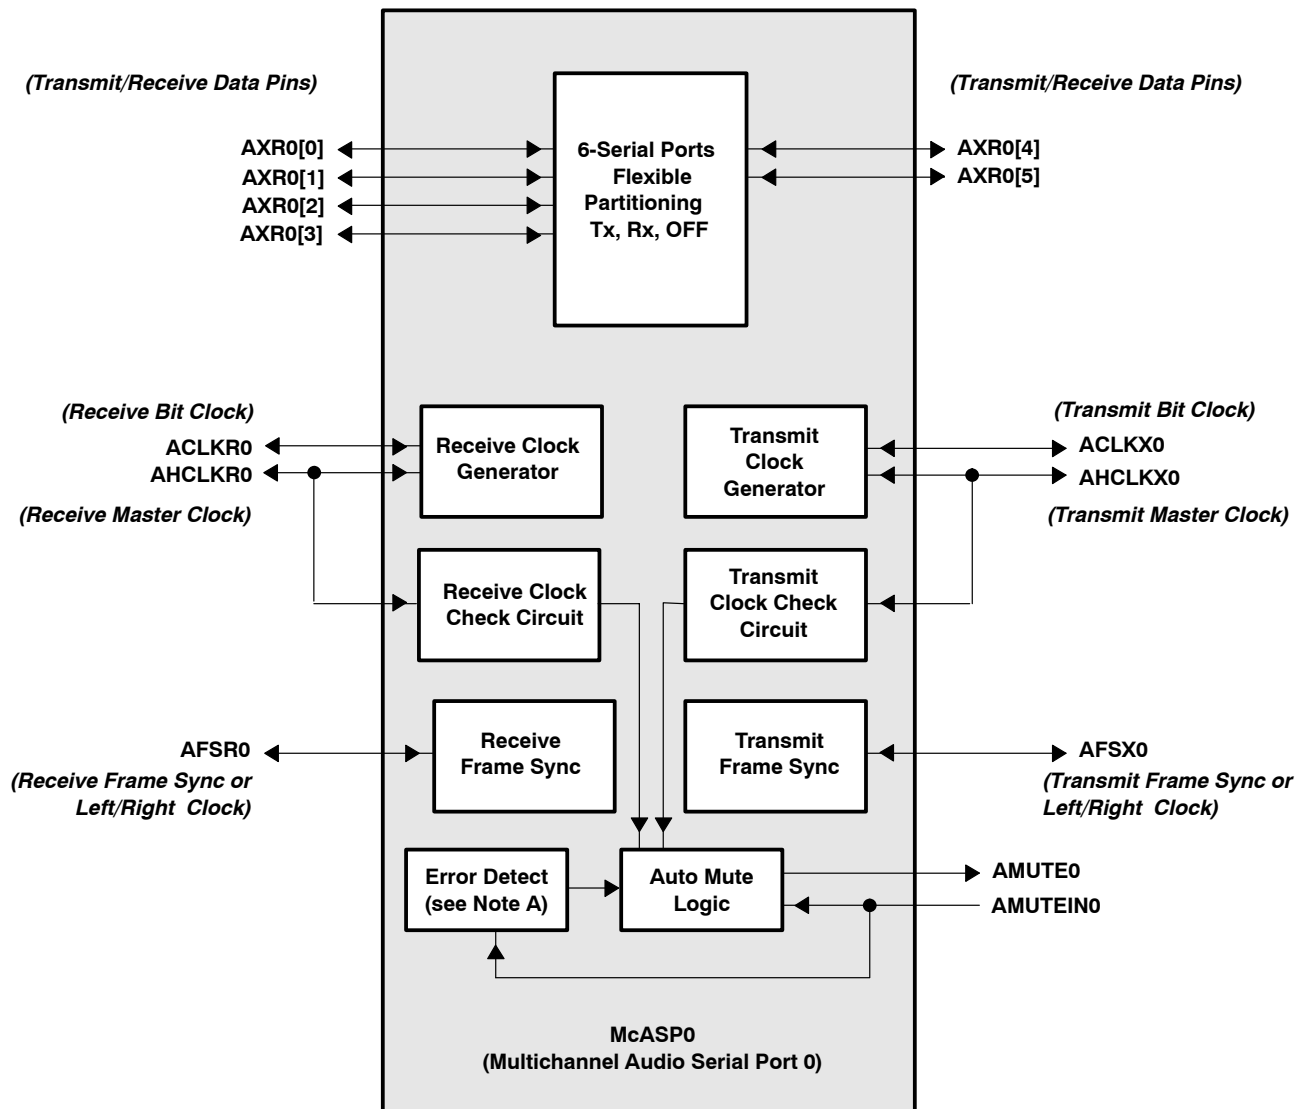 (Transmit/Receive Data Pins)
(Transmit/Receive Data Pins)
AXR0[0]
AXR0[1]
AXR0[2]
AXR0[3]
6-Serial Ports
Flexible
Partitioning
Tx, Rx, OFF
AXR0[4]
AXR0[5]
(Receive Bit Clock)
ACLKR0
AHCLKR0
(Receive Master Clock)
Receive Clock
Generator
Transmit
Clock
Generator
(Transmit Bit Clock)
ACLKX0
AHCLKX0
(Transmit Master Clock)
Receive Clock
Check Circuit
Transmit
Clock Check
Circuit
AFSR0
(Receive Frame Sync or
Left/Right Clock)
Receive
Frame Sync
Transmit
Frame Sync
AFSX0
(Transmit Frame Sync or
Left/Right Clock)
Error Detect
(see Note A)
Auto Mute
Logic
AMUTE0
AMUTEIN0
McASP0
(Multichannel Audio Serial Port 0)